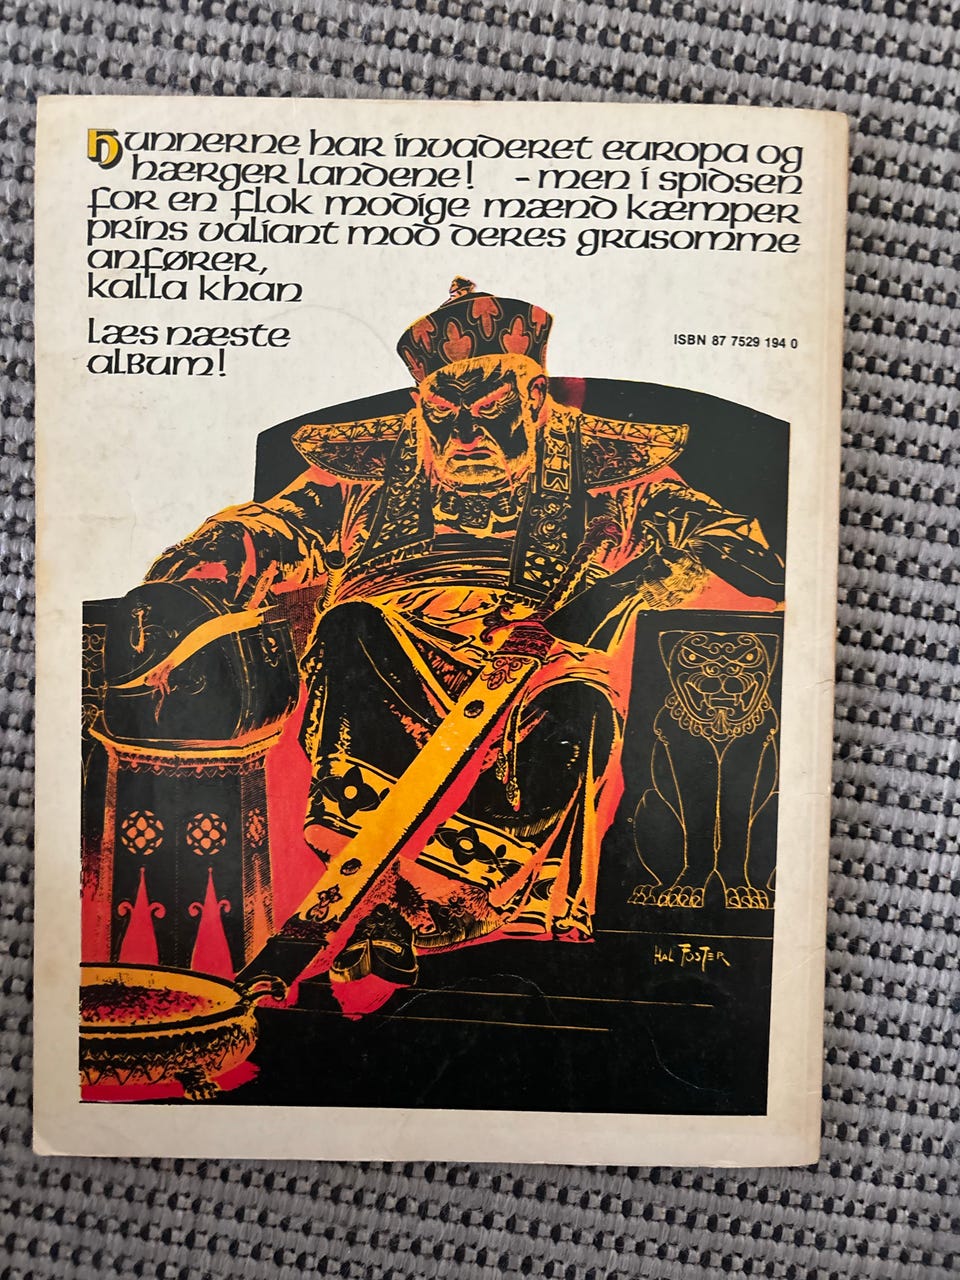 Hunnerne har invaderet europa og
hærger landene! - men i spidsen
for en flok modige mænd kæmper
prins valiant mod deres grusomme
anfører,
kalla khan
Læs næste
album!
ISBN 87 7529 194 0
HAL FOSTER